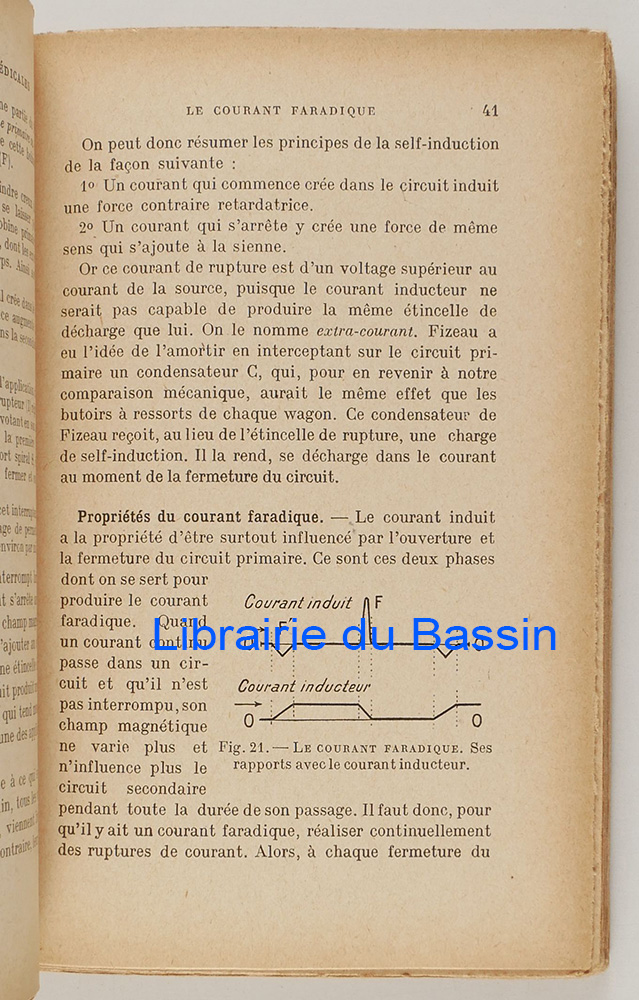 LE COURANT FARADIQUE 41
On peut donc résumer les principes de la self-induction
de la façon suivante :
1º Un courant qui commence crée dans le circuit induit
une force contraire retardatrice.
2º Un courant qui s'arrête y crée une force de même
sens qui s'ajoute à la sienne.
Or ce courant de rupture est d'un voltage supérieur au
courant de la source, puisque le courant inducteur ne
serait pas capable de produire la même étincelle de
décharge que lui. On le nomme extra-courant. Fizeau a
eu l'idée de l'amortir en interceptant sur le circuit pri-
maire un condensateur C, qui, pour en revenir à notre
comparaison mécanique, aurait le même effet que les
butoirs à ressorts de chaque wagon. Ce condensateur de
Fizeau reçoit, au lieu de l'étincelle de rupture, une charge
de self-induction. Il la rend, se décharge dans le courant
au moment de la fermeture du circuit.
Propriétés du courant faradique. — Le courant induit
a la propriété d'être surtout influencé par l'ouverture et
la fermeture du circuit primaire. Ce sont ces deux phases
dont on se sert pour
produire le courant
faradique. Quand
un courant continu
passe dans un cir-
cuit et qu'il n'est
pas interrompu, son
champ magnétique
ne varie plus et
n'influence plus le
circuit secondaire
Courant induit F
Courant inducteur
O O
Fig. 21. — LE COURANT FARADIQUE. Ses
rapports avec le courant inducteur.
pendant toute la durée de son passage. Il faut donc, pour
qu'il y ait un courant faradique, réaliser continuellement
des ruptures de courant. Alors, à chaque fermeture du
Librairie du Bassin